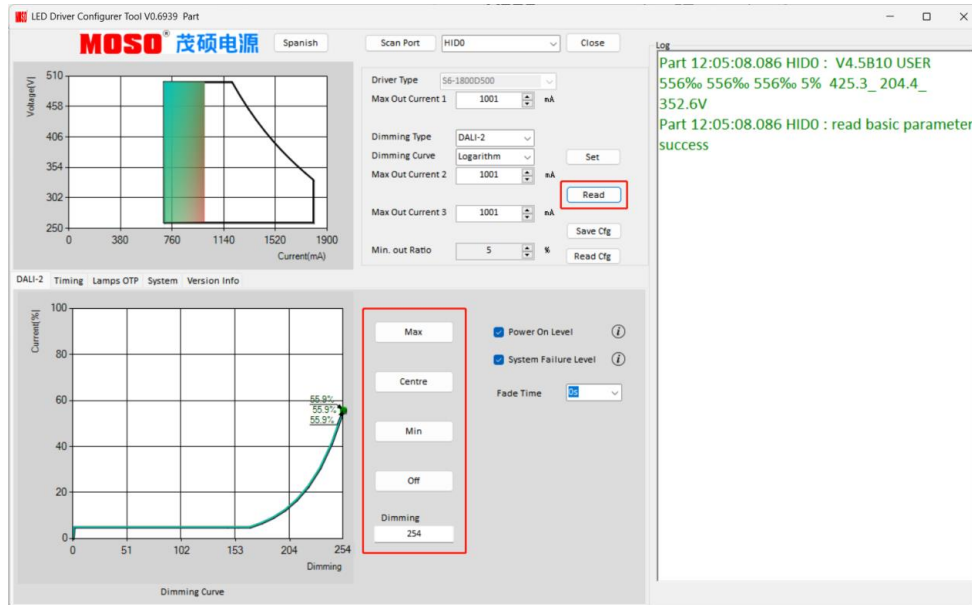 LED Driver Configurer Tool V0.6939 Part
MOSO® 茂硕电源
Spanish
Scan Port
HID0
Close
Voltage(V)
510
458
406
354
302
250
0 380 760 1140 1520 1900
Current(mA)
Driver Type
S6-1800D500
Max Out Current 1 1001 mA
Dimming Type DALI-2
Dimming Curve Logarithm
Set
Max Out Current 2 1001 mA
Read
Max Out Current 3 1001 mA
Save Cfg
Min. out Ratio 5 %
Read Cfg
DALI-2 Timing Lamps OTP System Version Info
Current(%)
100
80
60
40
20
0
55.9%
55.9%
55.9%
0 51 102 153 204 254
Dimming
Dimming Curve
Max
Centre
Min
Off
Dimming
254
Power On Level
System Failure Level
Fade Time
0s
Log
Part 12:05:08.086 HID0 : V4.5B10 USER
556‰ 556‰ 556‰ 5% 425.3_ 204.4_
352.6V
Part 12:05:08.086 HID0 : read basic parameter
success